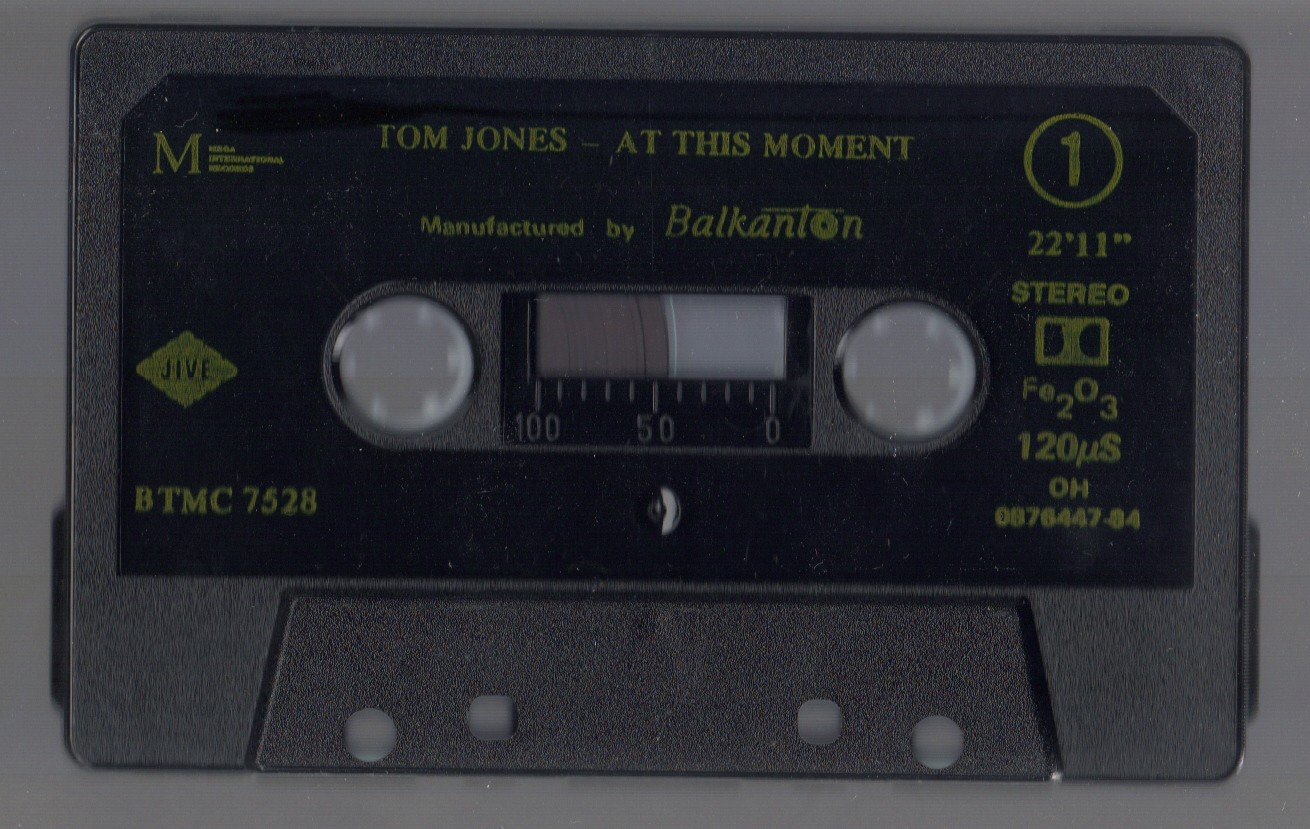 M MEGA
INTERNATIONAL
RECORDS
TOM JONES – AT THIS MOMENT
1
Manufactured by Balkanton
22'11"
STEREO
JIVE
Fe2O3
120µS
100 50 0
BTMC 7528
OH
0876447-84